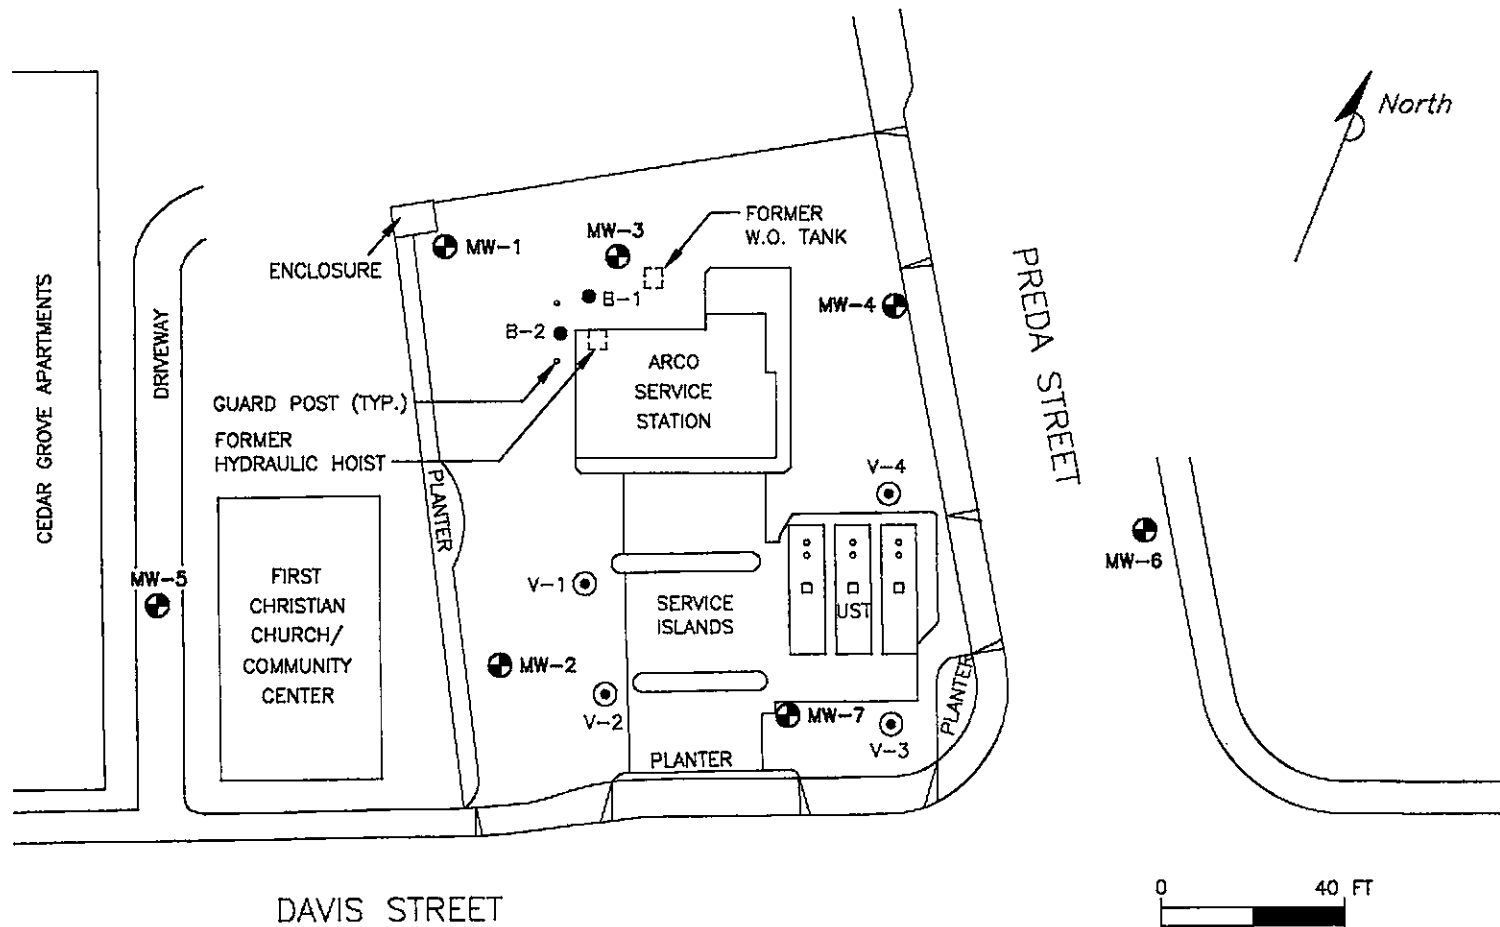 North
FORMER
W.O. TANK
MW-3
MW-1
ENCLOSURE
B-1
MW-4
B-2
PREDA STREET
CEDAR GROVE APARTMENTS
DRIVEWAY
ARCO
SERVICE
STATION
GUARD POST (TYP.)
FORMER
HYDRAULIC HOIST
V-4
PLANTER
MW-6
MW-5
FIRST
CHRISTIAN
CHURCH/
COMMUNITY
CENTER
V-1
SERVICE
ISLANDS
UST
MW-2
PLANTER
V-2
MW-7
V-3
PLANTER
0 40 FT
DAVIS STREET